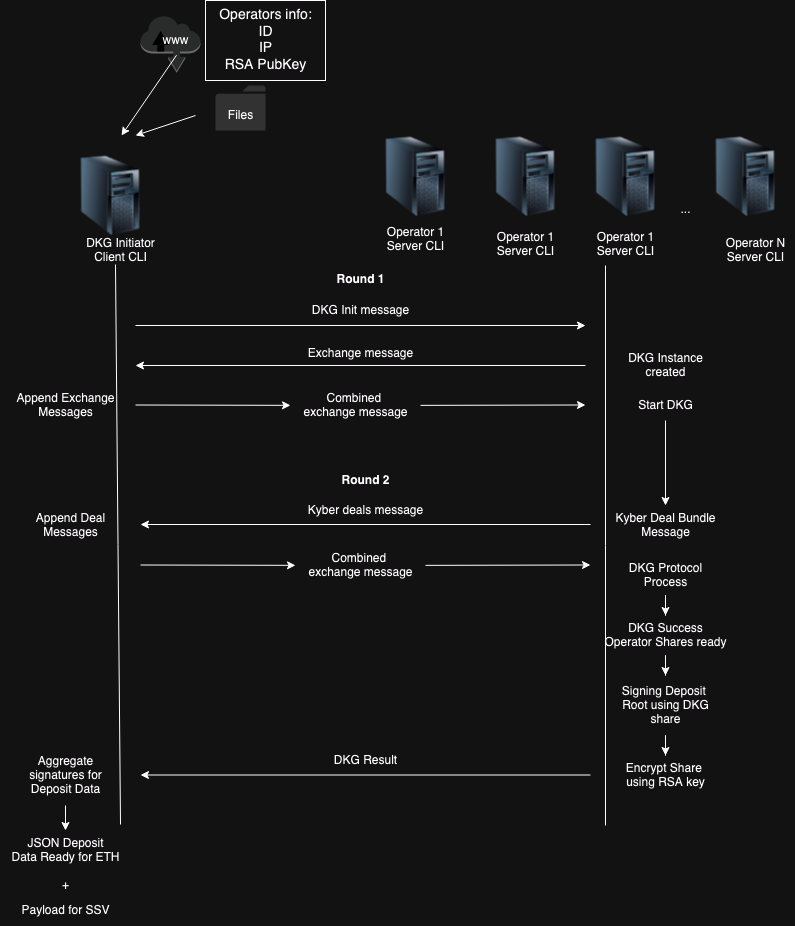 Operators info:
ID
IP
RSA PubKey
www
Files
DKG Initiator
Client CLI
Operator 1
Server CLI
Operator 1
Server CLI
Operator 1
Server CLI
...
Operator N
Server CLI
Round 1
DKG Init message
Exchange message
DKG Instance
created
Append Exchange
Messages
Combined
exchange message
Start DKG
Round 2
Kyber deals message
Append Deal
Messages
Kyber Deal Bundle
Message
Combined
exchange message
DKG Protocol
Process
DKG Success
Operator Shares ready
Signing Deposit
Root using DKG
share
DKG Result
Aggregate
signatures for
Deposit Data
Encrypt Share
using RSA key
JSON Deposit
Data Ready for ETH
+
Payload for SSV